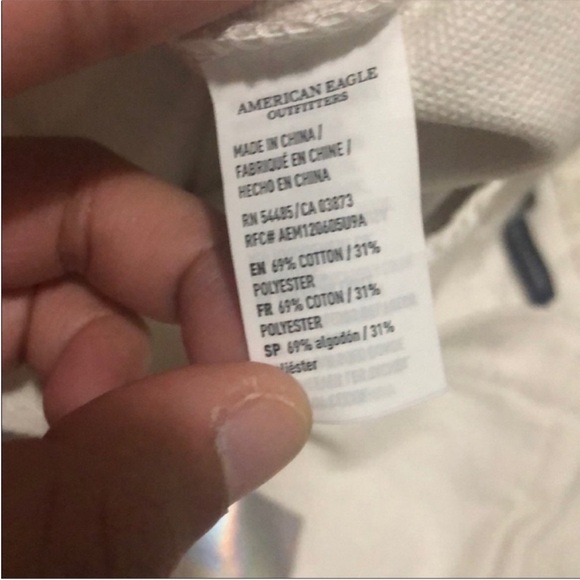 AMERICAN EAGLE
OUTFITTERS
MADE IN CHINA /
FABRIQUÉ EN CHINE /
HECHO EN CHINA
RN 54485/CA 03873
RFC# AEM120605U9A
EN 69% COTTON / 31%
POLYESTER
FR 69% COTON / 31%
POLYESTER
SP 69% algodón / 31%
liéster